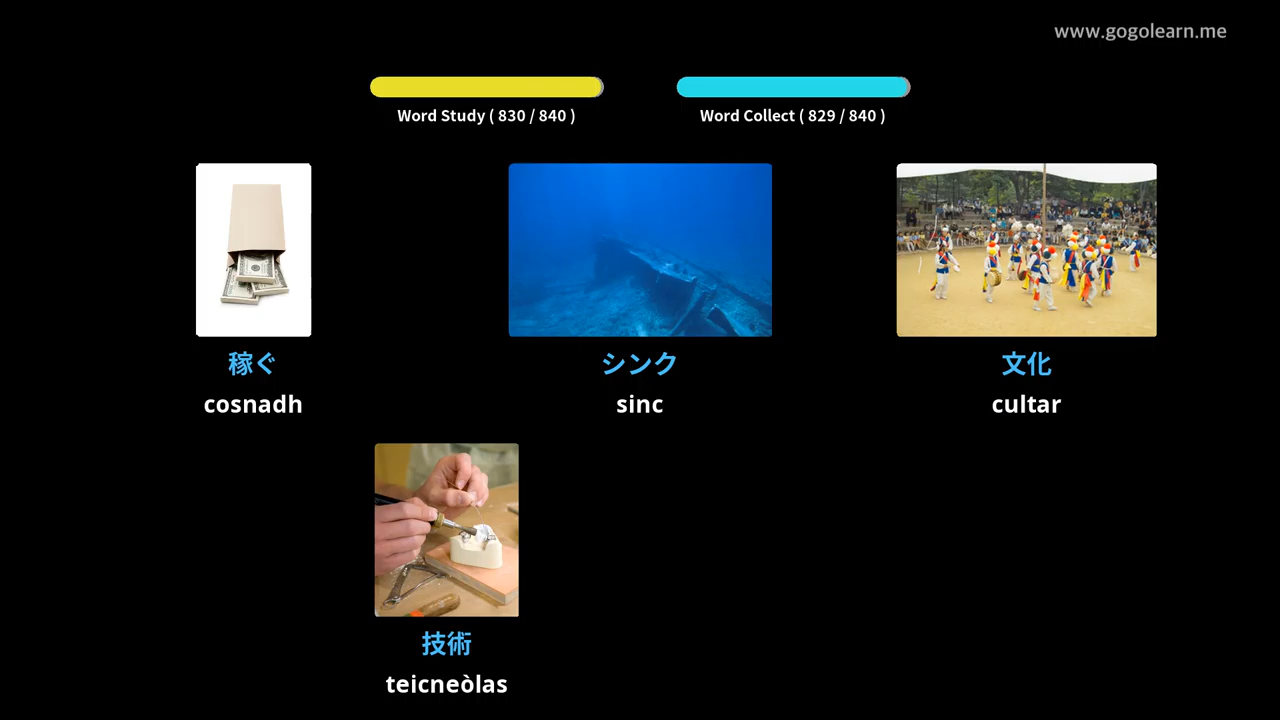 www.gogolearn.me
Word Study ( 830 / 840 )
Word Collect ( 829 / 840 )
稼ぐ
cosnadh
シンク
sinc
文化
cultar
技術
teicneòlas